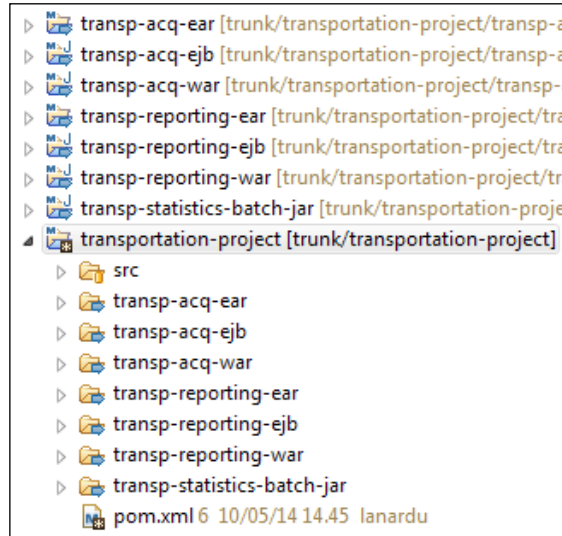 transp-acq-ear [trunk/transportation-project/transp-a
transp-acq-ejb [trunk/transportation-project/transp-a
transp-acq-war [trunk/transportation-project/transp-
transp-reporting-ear [trunk/transportation-project/tra
transp-reporting-ejb [trunk/transportation-project/tra
transp-reporting-war [trunk/transportation-project/tr
transp-statistics-batch-jar [trunk/transportation-proje
transportation-project [trunk/transportation-project]
src
transp-acq-ear
transp-acq-ejb
transp-acq-war
transp-reporting-ear
transp-reporting-ejb
transp-reporting-war
transp-statistics-batch-jar
pom.xml 6 10/05/14 14.45 lanardu